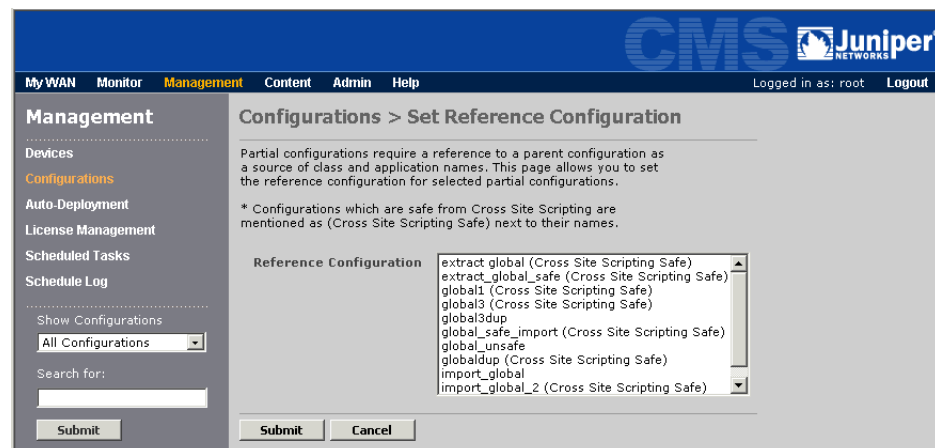 CMS
Juniper
NETWORKS
My WAN Monitor Management Content Admin Help Logged in as: root Logout
Management
Devices
Configurations
Auto-Deployment
License Management
Scheduled Tasks
Schedule Log
Show Configurations
All Configurations
Search for:
Submit
Configurations > Set Reference Configuration
Partial configurations require a reference to a parent configuration as
a source of class and application names. This page allows you to set
the reference configuration for selected partial configurations.
* Configurations which are safe from Cross Site Scripting are
mentioned as (Cross Site Scripting Safe) next to their names.
Reference Configuration
extract global (Cross Site Scripting Safe)
extract_global_safe (Cross Site Scripting Safe)
global1 (Cross Site Scripting Safe)
global3 (Cross Site Scripting Safe)
global3dup
global_safe_import (Cross Site Scripting Safe)
global_unsafe
globaldup (Cross Site Scripting Safe)
import_global
import_global_2 (Cross Site Scripting Safe)
Submit Cancel